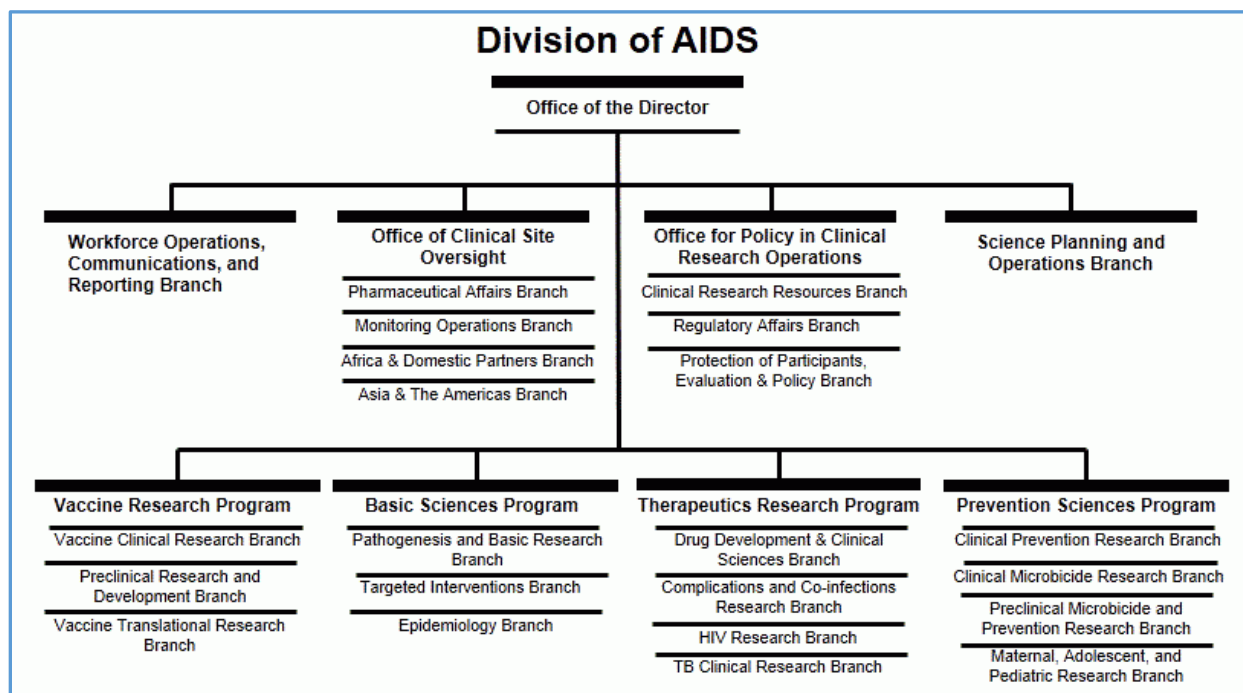 Division of AIDS
Office of the Director
Workforce Operations,
Communications, and
Reporting Branch
Office of Clinical Site
Oversight
Pharmaceutical Affairs Branch
Monitoring Operations Branch
Africa & Domestic Partners Branch
Asia & The Americas Branch
Office for Policy in Clinical
Research Operations
Clinical Research Resources Branch
Regulatory Affairs Branch
Protection of Participants,
Evaluation & Policy Branch
Science Planning and
Operations Branch
Vaccine Research Program
Vaccine Clinical Research Branch
Preclinical Research and
Development Branch
Vaccine Translational Research
Branch
Basic Sciences Program
Pathogenesis and Basic Research
Branch
Targeted Interventions Branch
Epidemiology Branch
Therapeutics Research Program
Drug Development & Clinical
Sciences Branch
Complications and Co-infections
Research Branch
HIV Research Branch
TB Clinical Research Branch
Prevention Sciences Program
Clinical Prevention Research Branch
Clinical Microbicide Research Branch
Preclinical Microbicide and
Prevention Research Branch
Maternal, Adolescent, and
Pediatric Research Branch